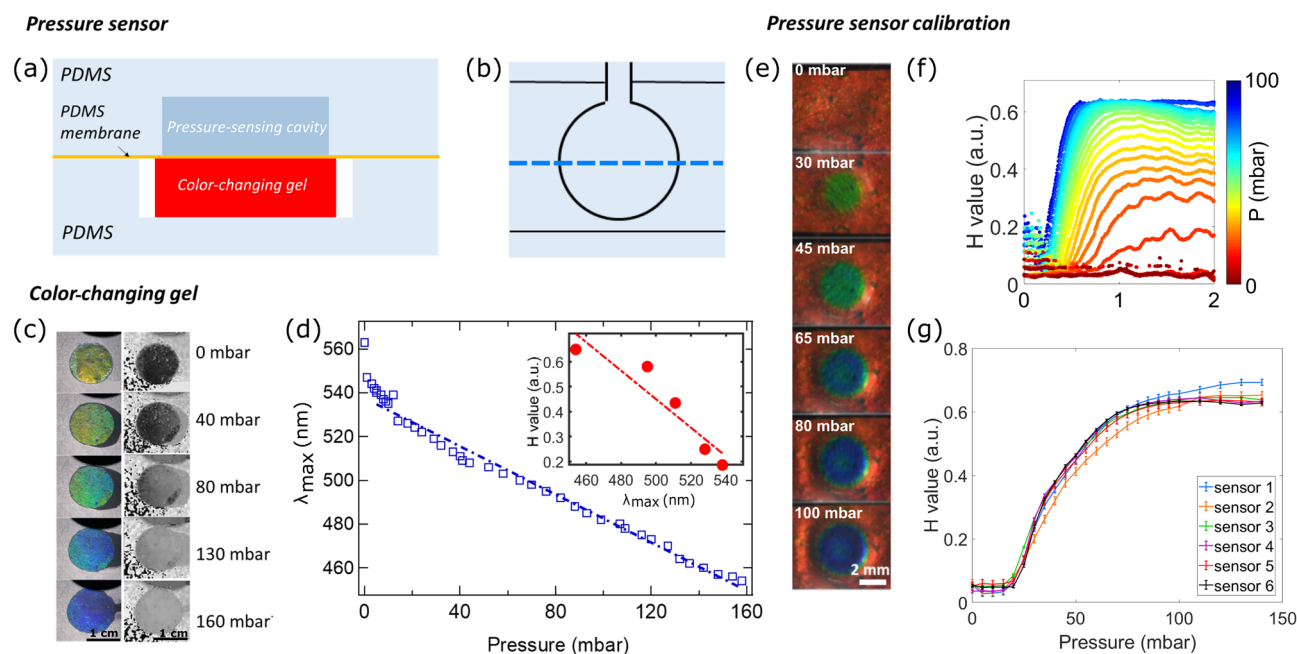 Pressure sensor
Pressure sensor calibration
(a)
PDMS
PDMS
membrane
Pressure-sensing cavity
Color-changing gel
PDMS
(b)
Color-changing gel
(c)
0 mbar
40 mbar
80 mbar
130 mbar
160 mbar
1 cm
1 cm
(d)
λmax (nm)
560
540
520
500
480
460
0
40
80
120
160
Pressure (mbar)
H value (a.u.)
0.6
0.5
0.4
0.3
0.2
460
480
500
520
540
λmax (nm)
(e)
0 mbar
30 mbar
45 mbar
65 mbar
80 mbar
100 mbar
2 mm
(f)
H value (a.u.)
0.6
0.4
0.2
0
0
1
2
100
0
P (mbar)
(g)
H value (a.u.)
0.8
0.6
0.4
0.2
0
0
50
100
150
Pressure (mbar)
sensor 1
sensor 2
sensor 3
sensor 4
sensor 5
sensor 6